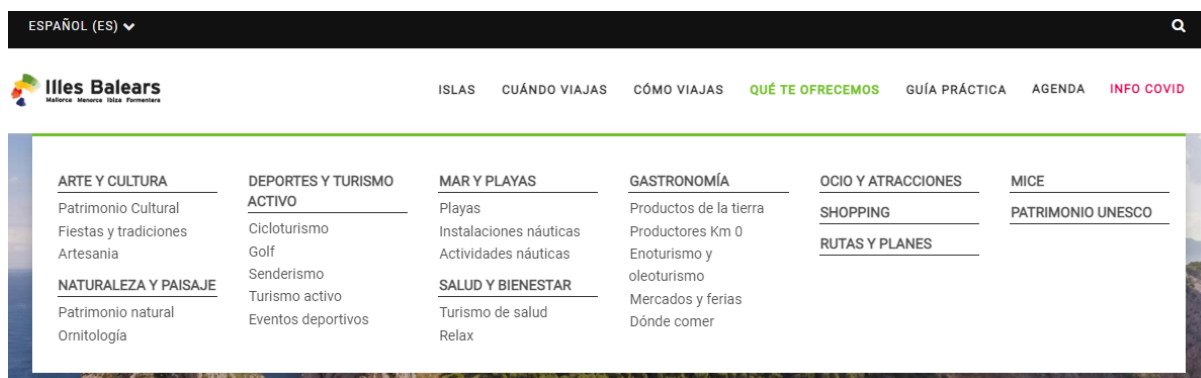 ESPAÑOL (ES)
Illes Balears
Mallorca Menorca Ibiza Formentera
ISLAS CUÁNDO VIAJAS CÓMO VIAJAS QUÉ TE OFRECEMOS GUÍA PRÁCTICA AGENDA INFO COVID
ARTE Y CULTURA
Patrimonio Cultural
Fiestas y tradiciones
Artesania
NATURALEZA Y PAISAJE
Patrimonio natural
Ornitología
DEPORTES Y TURISMO
ACTIVO
Cicloturismo
Golf
Senderismo
Turismo activo
Eventos deportivos
MAR Y PLAYAS
Playas
Instalaciones náuticas
Actividades náuticas
SALUD Y BIENESTAR
Turismo de salud
Relax
GASTRONOMÍA
Productos de la tierra
Productores Km 0
Enoturismo y
oleoturismo
Mercados y ferias
Dónde comer
OCIO Y ATRACCIONES
SHOPPING
RUTAS Y PLANES
MICE
PATRIMONIO UNESCO